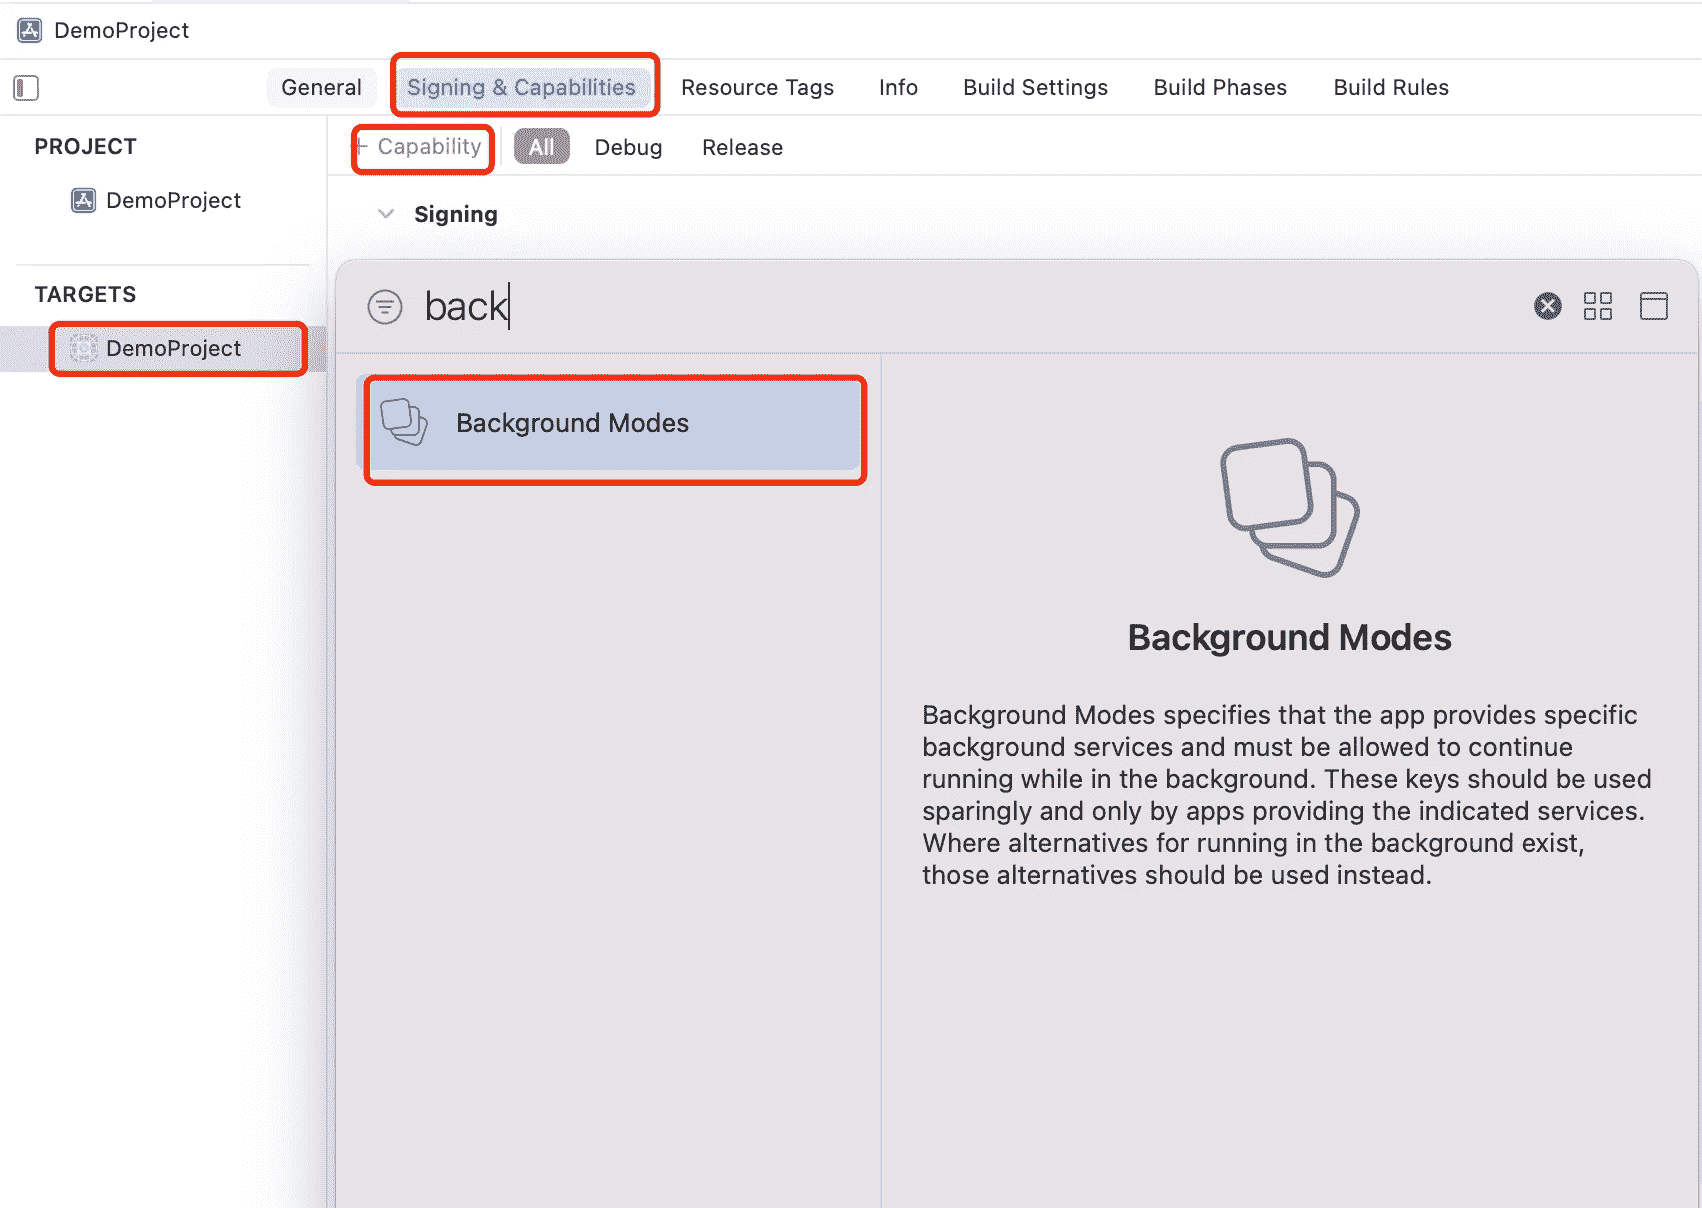 DemoProject
General Signing & Capabilities Resource Tags Info Build Settings Build Phases Build Rules
PROJECT
+ Capability All Debug Release
DemoProject
Signing
TARGETS
back
DemoProject
Background Modes
Background Modes
Background Modes specifies that the app provides specific
background services and must be allowed to continue
running while in the background. These keys should be used
sparingly and only by apps providing the indicated services.
Where alternatives for running in the background exist,
those alternatives should be used instead.